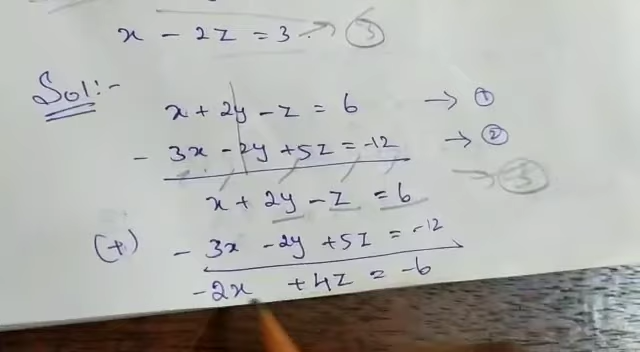 x - 2z = 3 → 3
Sol:-
x + 2y - z = 6 → 1
- 3x - 2y + 5z = -12 → 2
x + 2y - z = 6 → 3
(+) - 3x - 2y + 5z = -12
- 2x + 4z = -6